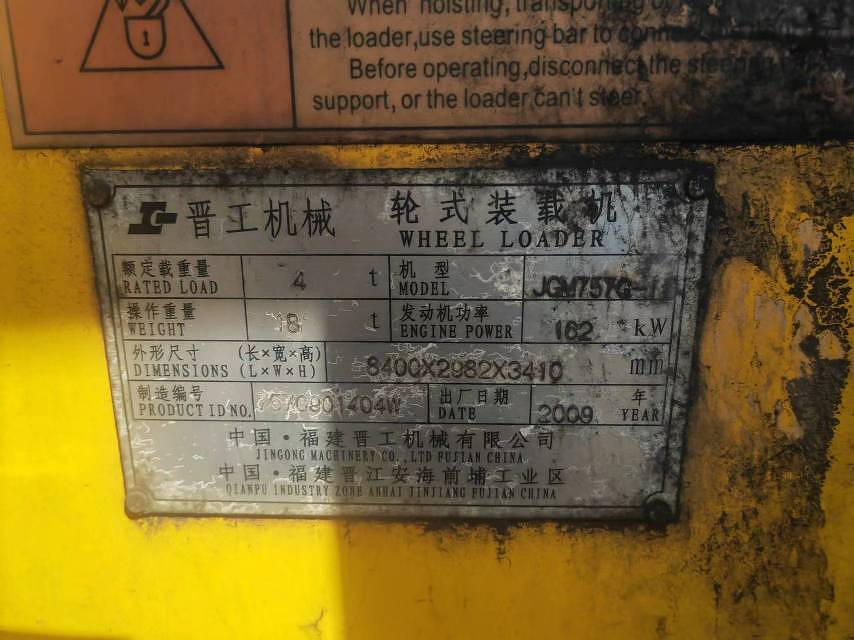 1
When hoisting, transporting or
the loader,use steering bar to
Before operating,disconnect the
support, or the loader can't steer.
晋工机械 轮式装载机
WHEEL LOADER
额定载重量 4 t 机型
RATED LOAD MODEL JGM757G-
操作重量 18 t 发动机功率
WEIGHT ENGINE POWER 162 kW
外形尺寸 (长×宽×高)
DIMENSIONS (L×W×H) 8400X2982X3410 mm
制造编号 出厂日期 年
PRODUCT ID NO. DATE 2009 YEAR
中国·福建晋工机械有限公司
JINGONG MACHINERY CO., LTD FUJIAN CHINA
中国·福建晋江安海前埔工业区
QIANPU INDUSTRY ZONE ANHAI JINJIANG FUJIAN CHINA